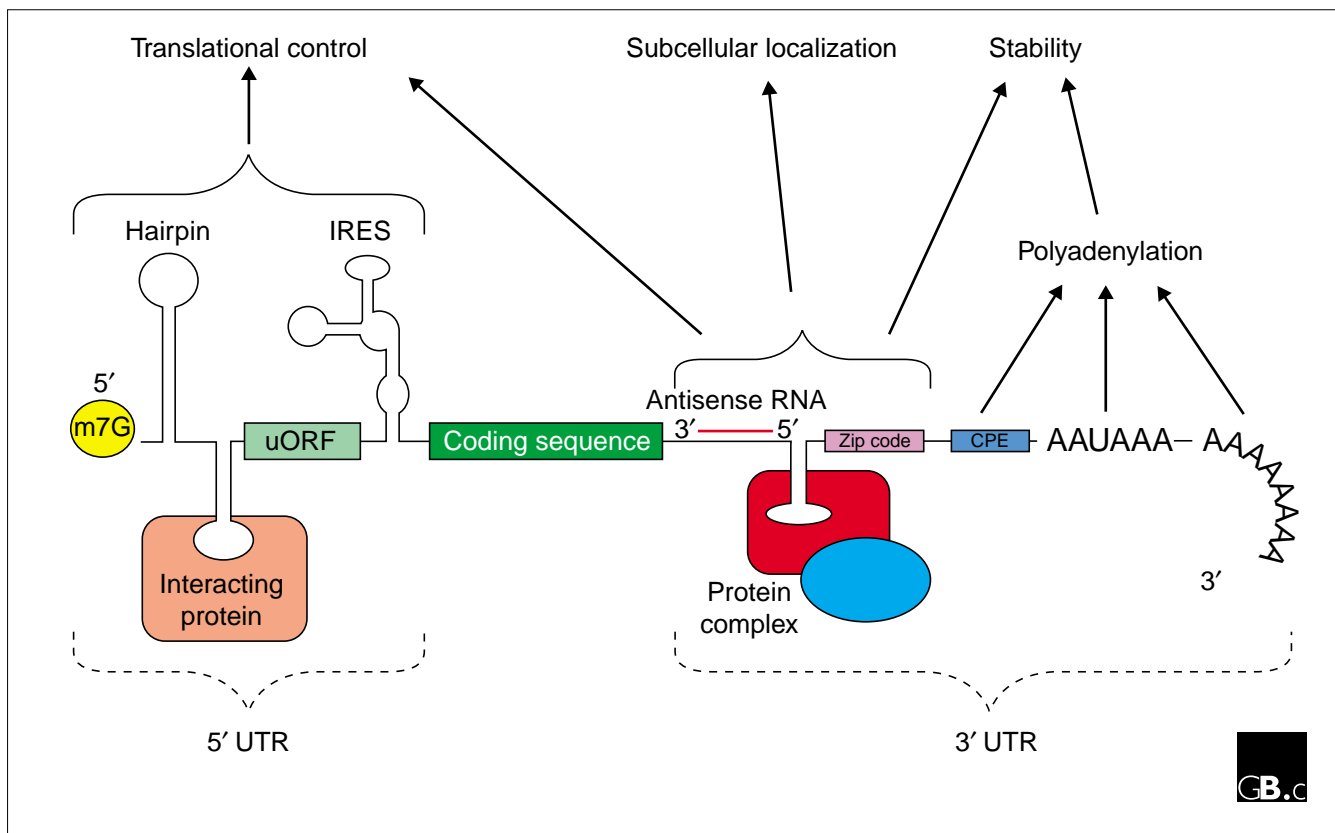 Translational control
Subcellular localization
Stability
Hairpin
IRES
Polyadenylation
5′
m7G
uORF
Coding sequence
Antisense RNA
3′
5′
Zip code
CPE
AAUAAA
AAAAAAAA
3′
Interacting
protein
Protein
complex
5′ UTR
3′ UTR
GB.c